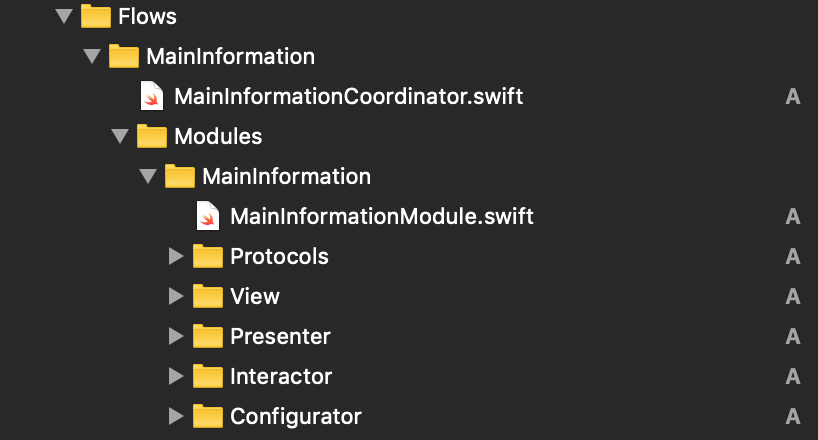 Flows
MainInformation
MainInformationCoordinator.swift A
Modules
MainInformation
MainInformationModule.swift A
Protocols A
View A
Presenter A
Interactor A
Configurator A